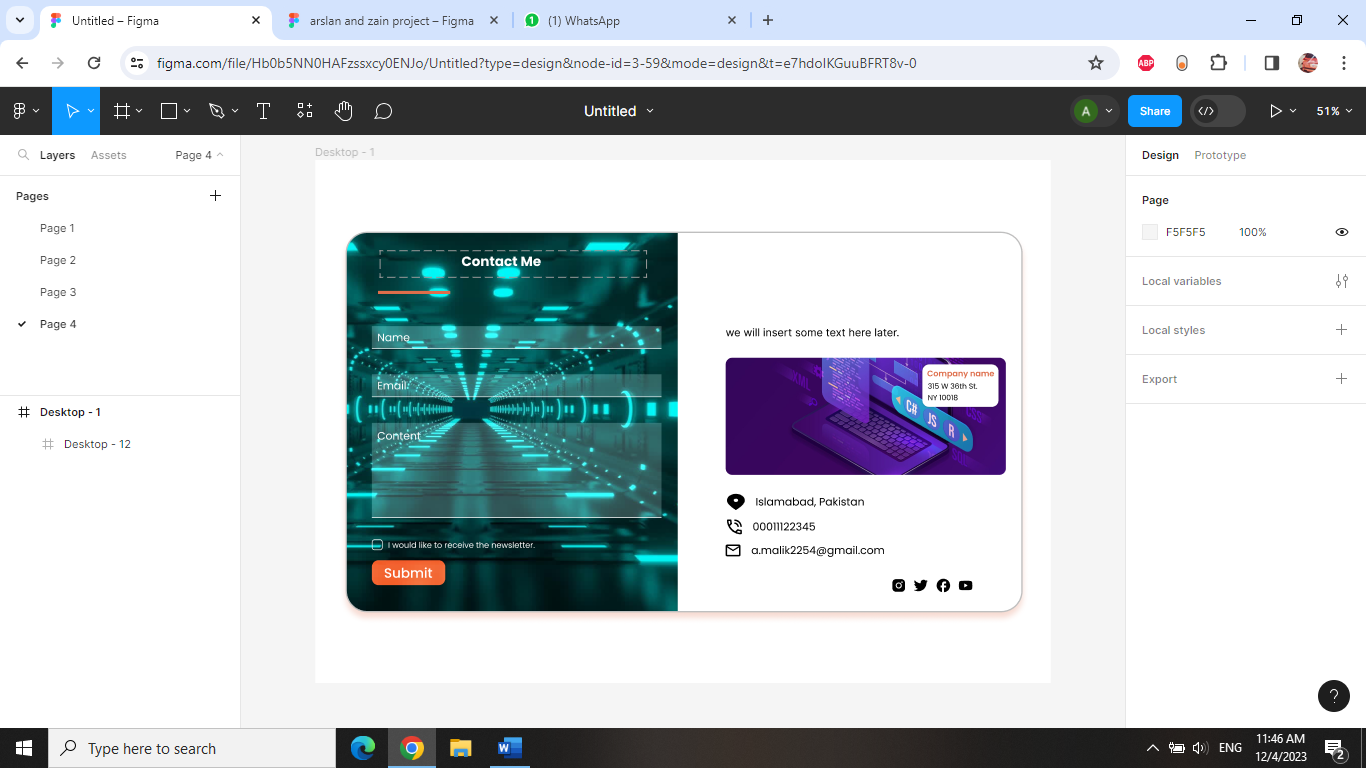 Untitled – Figma
arslan and zain project – Figma
(1) WhatsApp
figma.com/file/Hb0b5NN0HAFzssxcy0ENJo/Untitled?type=design&node-id=3-59&mode=design&t=e7hdoIKGuuBFRT8v-0
ABP
Untitled
A
Share
51%
Layers
Assets
Page 4
Desktop - 1
Design
Prototype
Pages
Page 1
Page 2
Page 3
Page 4
Desktop - 1
Desktop - 12
Contact Me
Name
Email
Content
I would like to receive the newsletter.
Submit
we will insert some text here later.
Company name
315 W 36th St.
NY 10018
C#
JS
R
Islamabad, Pakistan
00011122345
a.malik2254@gmail.com
Page
F5F5F5
100%
Local variables
Local styles
Export
?
Type here to search
ENG
11:46 AM
12/4/2023
2